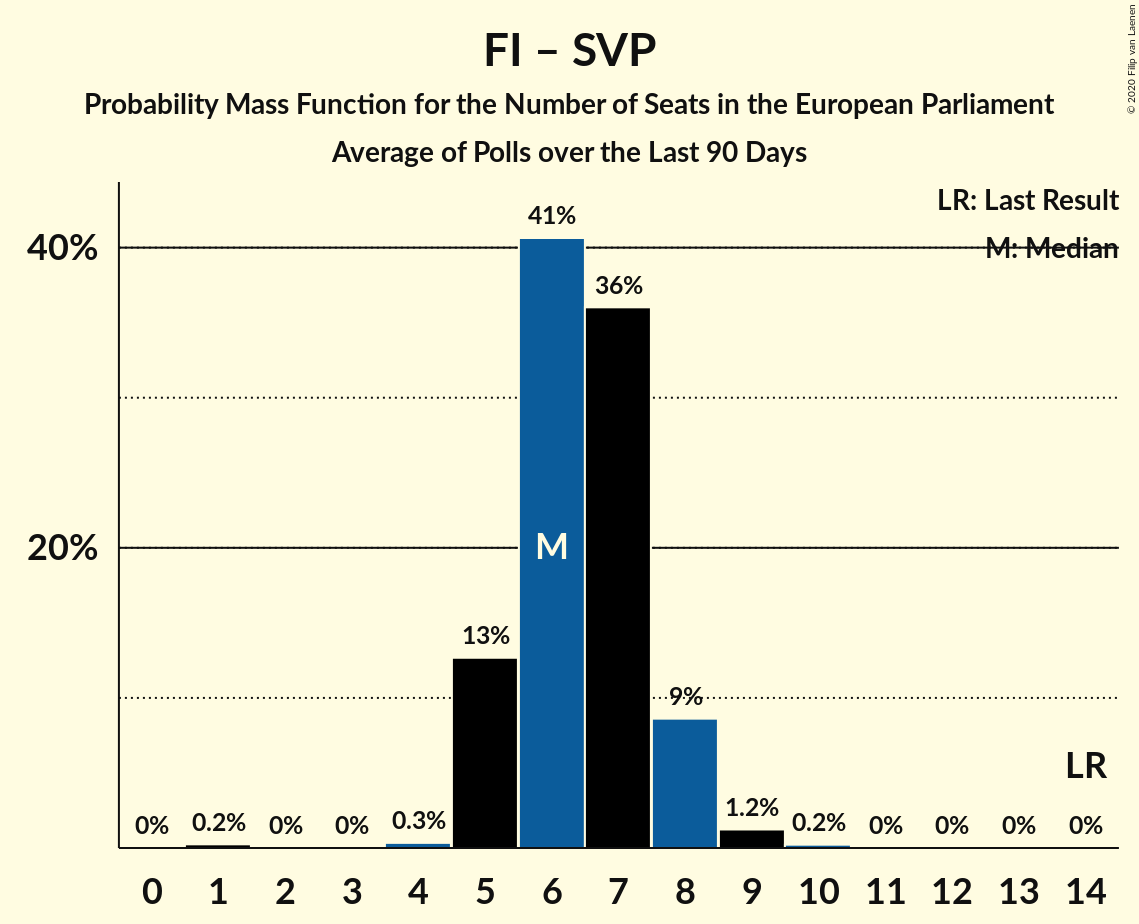 FI – SVP
Probability Mass Function for the Number of Seats in the European Parliament
Average of Polls over the Last 90 Days
© 2020 Filip van Laenen
LR: Last Result
M: Median
40%
20%
0%
0.2%
0%
0%
0.3%
13%
41%
36%
9%
1.2%
0.2%
0%
0%
0%
0%
M
LR
0 1 2 3 4 5 6 7 8 9 10 11 12 13 14